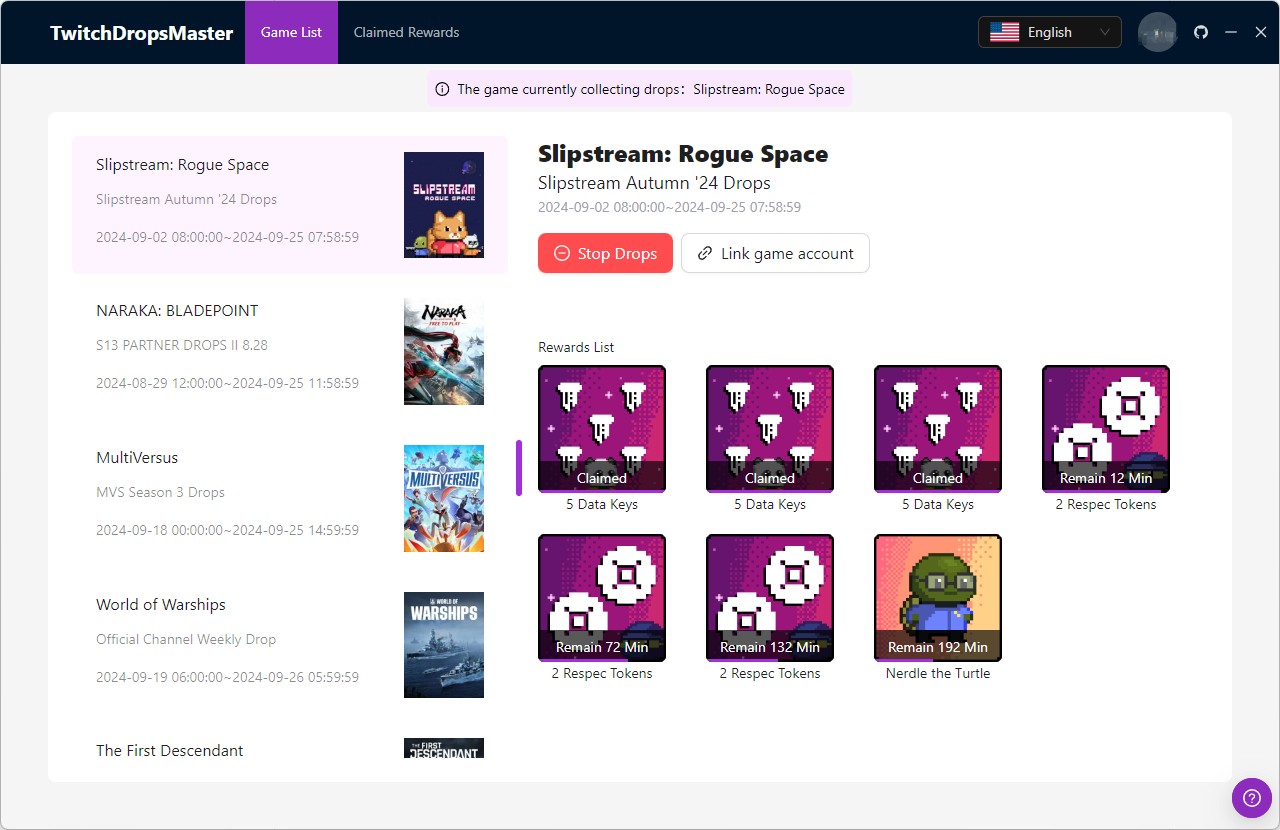 TwitchDropsMaster
Game List
Claimed Rewards
English
The game currently collecting drops：Slipstream: Rogue Space
Slipstream: Rogue Space
Slipstream Autumn '24 Drops
2024-09-02 08:00:00~2024-09-25 07:58:59
SLIPSTREAM
ROGUE SPACE
NARAKA: BLADEPOINT
S13 PARTNER DROPS II 8.28
2024-08-29 12:00:00~2024-09-25 11:58:59
NARAKA
FREE TO PLAY
MultiVersus
MVS Season 3 Drops
2024-09-18 00:00:00~2024-09-25 14:59:59
MULTIVERSUS
World of Warships
Official Channel Weekly Drop
2024-09-19 06:00:00~2024-09-26 05:59:59
WORLD OF
WARSHIPS
The First Descendant
THE FIRST
DESCENDANT
Slipstream: Rogue Space
Slipstream Autumn '24 Drops
2024-09-02 08:00:00~2024-09-25 07:58:59
Stop Drops
Link game account
Rewards List
Claimed
5 Data Keys
Claimed
5 Data Keys
Claimed
5 Data Keys
Remain 12 Min
2 Respec Tokens
Remain 72 Min
2 Respec Tokens
Remain 132 Min
2 Respec Tokens
Remain 192 Min
Nerdle the Turtle